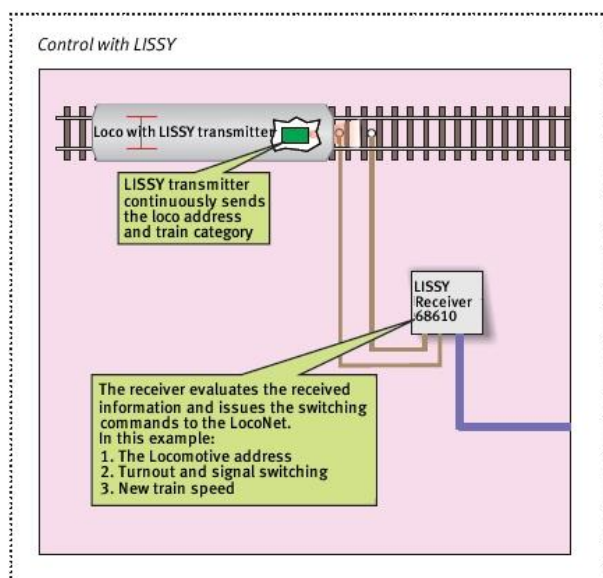 Control with LISSY
Loco with LISSY transmitter
LISSY transmitter
continuously sends
the loco address
and train category
LISSY
Receiver
68610
The receiver evaluates the received
information and issues the switching
commands to the LocoNet.
In this example:
1. The Locomotive address
2. Turnout and signal switching
3. New train speed